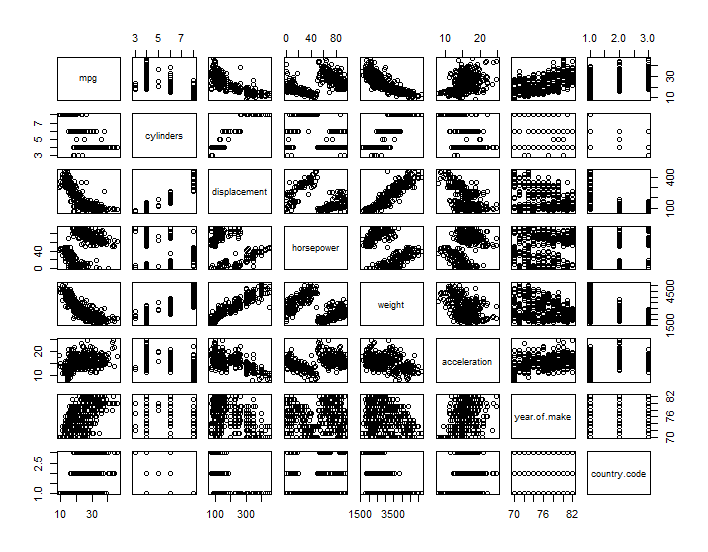 3 5 7 0 40 80 10 20 1.0 2.0 3.0
mpg
10 30
cylinders
3 5 7
displacement
100 400
horsepower
0 40
weight
1500 4500
acceleration
10 20
year.of.make
70 76 82
country.code
1.0 2.5
10 30 100 300 1500 3500 70 76 82